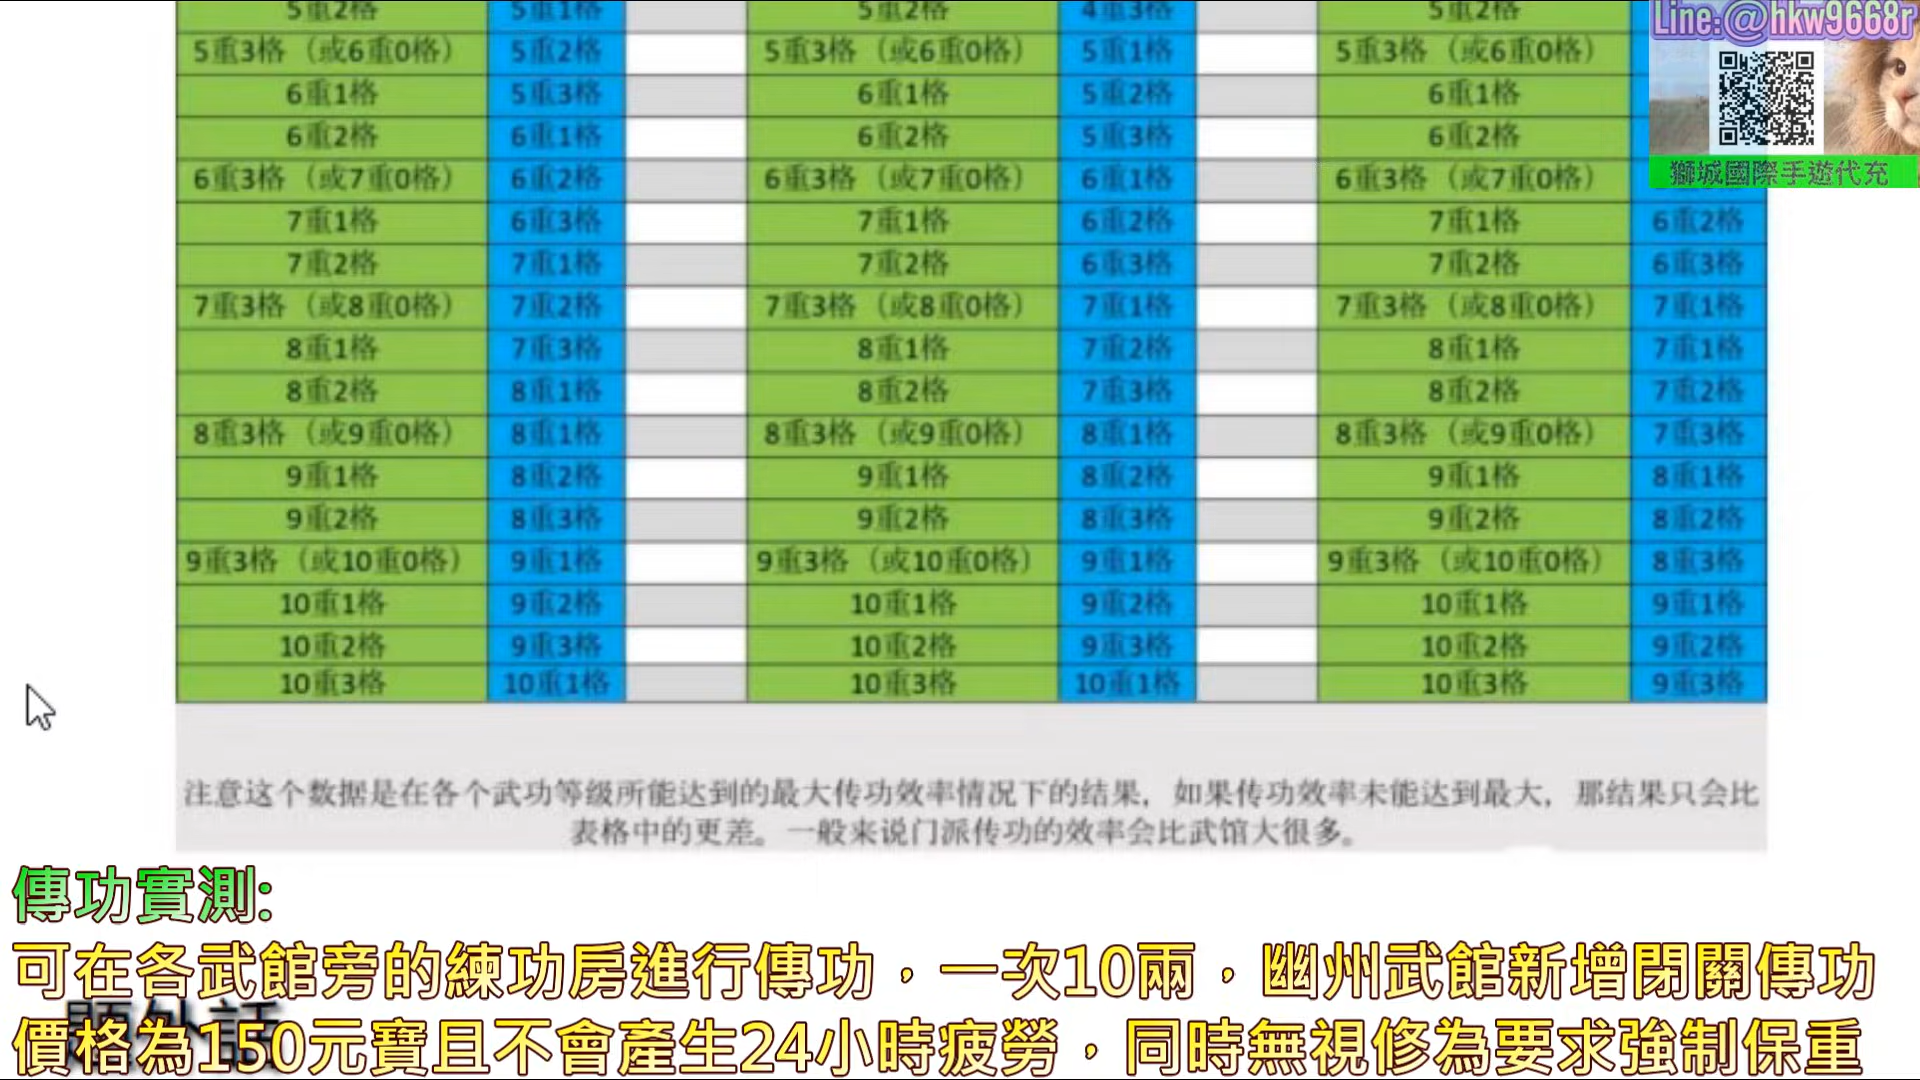 5重2格 5重1格 5重2格 4重3格 5重2格
Line:@hkw9668r
5重3格（或6重0格） 5重2格 5重3格（或6重0格） 5重1格 5重3格（或6重0格）
6重1格 5重3格 6重1格 5重2格 6重1格
6重2格 6重1格 6重2格 5重3格 6重2格
6重3格（或7重0格） 6重2格 6重3格（或7重0格） 6重1格 6重3格（或7重0格）
獅城國際手遊代充
7重1格 6重3格 7重1格 6重2格 7重1格 6重2格
7重2格 7重1格 7重2格 6重3格 7重2格 6重3格
7重3格（或8重0格） 7重2格 7重3格（或8重0格） 7重1格 7重3格（或8重0格） 7重1格
8重1格 7重3格 8重1格 7重2格 8重1格 7重1格
8重2格 8重1格 8重2格 7重3格 8重2格 7重2格
8重3格（或9重0格） 8重1格 8重3格（或9重0格） 8重1格 8重3格（或9重0格） 7重3格
9重1格 8重2格 9重1格 8重2格 9重1格 8重1格
9重2格 8重3格 9重2格 8重3格 9重2格 8重2格
9重3格（或10重0格） 9重1格 9重3格（或10重0格） 9重1格 9重3格（或10重0格） 8重3格
10重1格 9重2格 10重1格 9重2格 10重1格 9重1格
10重2格 9重3格 10重2格 9重3格 10重2格 9重2格
10重3格 10重1格 10重3格 10重1格 10重3格 9重3格
注意这个数据是在各个武功等级所能达到的最大传功效率情况下的结果，如果传功效率未能达到最大，那结果只会比
表格中的更差。一般来说门派传功的效率会比武馆大很多。
傳功實測:
可在各武館旁的練功房進行傳功，一次10兩，幽州武館新增閉關傳功
題外話
價格為150元寶且不會產生24小時疲勞，同時無視修為要求強制保重